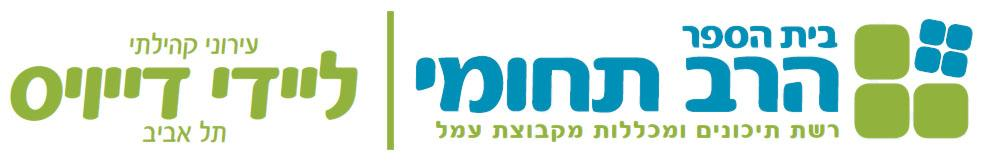 בית הספר
הרב תחומי
רשת תיכונים ומכללות מקבוצת עמל
עירוני קהילתי
ליידי דייויס
תל אביב